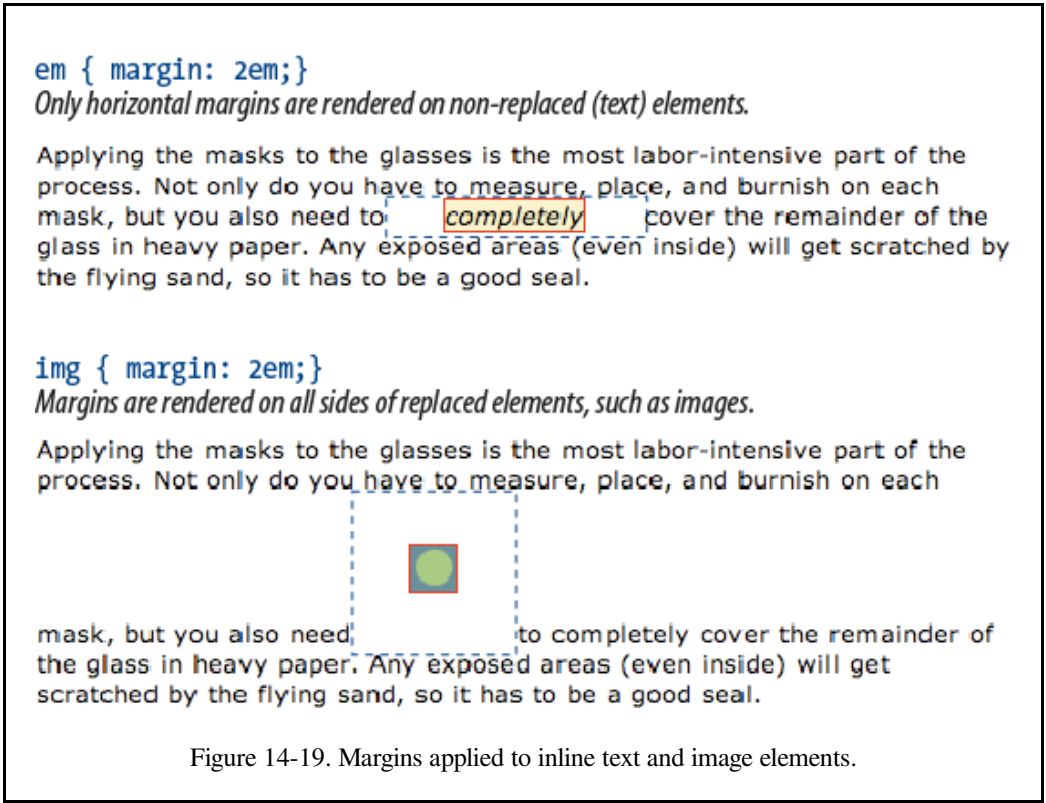 em { margin: 2em;}
Only horizontal margins are rendered on non-replaced (text) elements.
Applying the masks to the glasses is the most labor-intensive part of the
process. Not only do you have to measure, place, and burnish on each
mask, but you also need to completely cover the remainder of the
glass in heavy paper. Any exposed areas (even inside) will get scratched by
the flying sand, so it has to be a good seal.
img { margin: 2em;}
Margins are rendered on all sides of replaced elements, such as images.
Applying the masks to the glasses is the most labor-intensive part of the
process. Not only do you have to measure, place, and burnish on each
mask, but you also need to completely cover the remainder of
the glass in heavy paper. Any exposed areas (even inside) will get
scratched by the flying sand, so it has to be a good seal.
Figure 14-19. Margins applied to inline text and image elements.